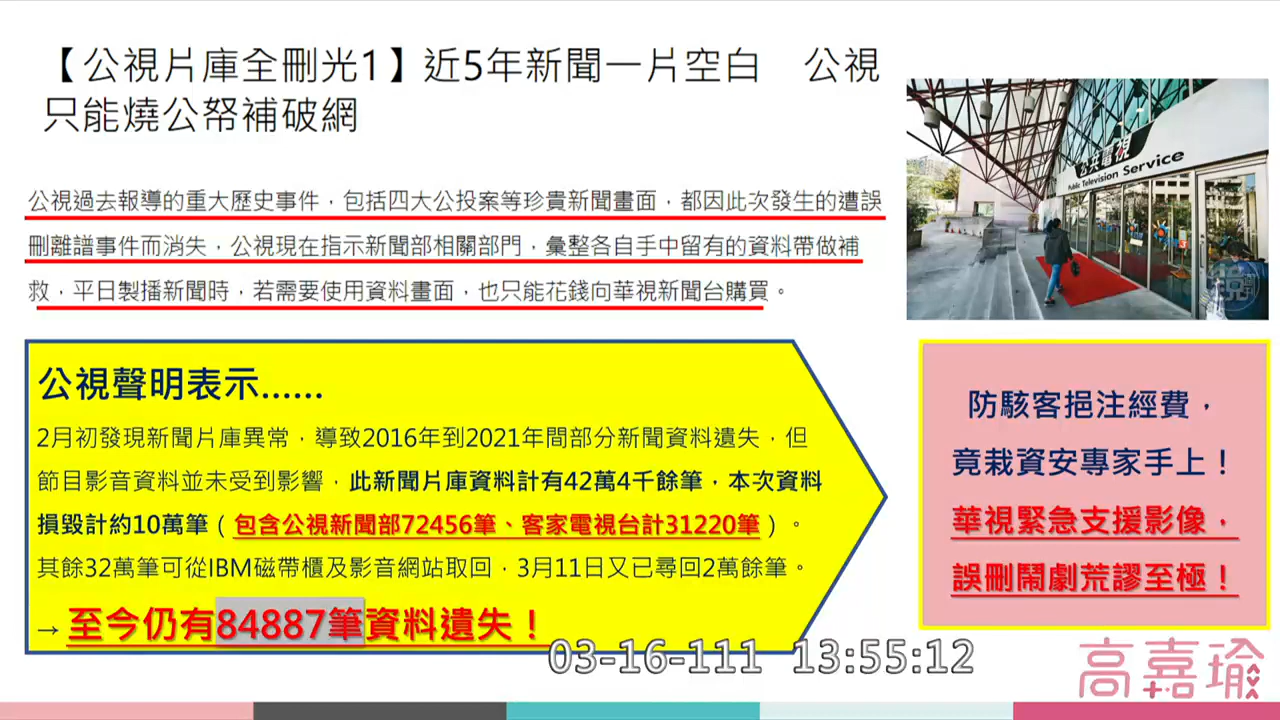 【公視片庫全刪光1】近5年新聞一片空白　公視
只能燒公帑補破網
公視過去報導的重大歷史事件，包括四大公投案等珍貴新聞畫面，都因此次發生的遭誤
刪離譜事件而消失，公視現在指示新聞部相關部門，彙整各自手中留有的資料帶做補
救，平日製播新聞時，若需要使用資料畫面，也只能花錢向華視新聞台購買。
公共電視
Public Television Service
公視聲明表示……
2月初發現新聞片庫異常，導致2016年到2021年間部分新聞資料遺失，但
節目影音資料並未受到影響，此新聞片庫資料計有42萬4千餘筆，本次資料
損毀計約10萬筆（包含公視新聞部72456筆、客家電視台計31220筆）。
其餘32萬筆可從IBM磁帶櫃及影音網站取回，3月11日又已尋回2萬餘筆。
→ 至今仍有84887筆資料遺失！
防駭客挹注經費，
竟栽資安專家手上！
華視緊急支援影像，
誤刪鬧劇荒謬至極！
03-16-111 13:55:12
高嘉瑜